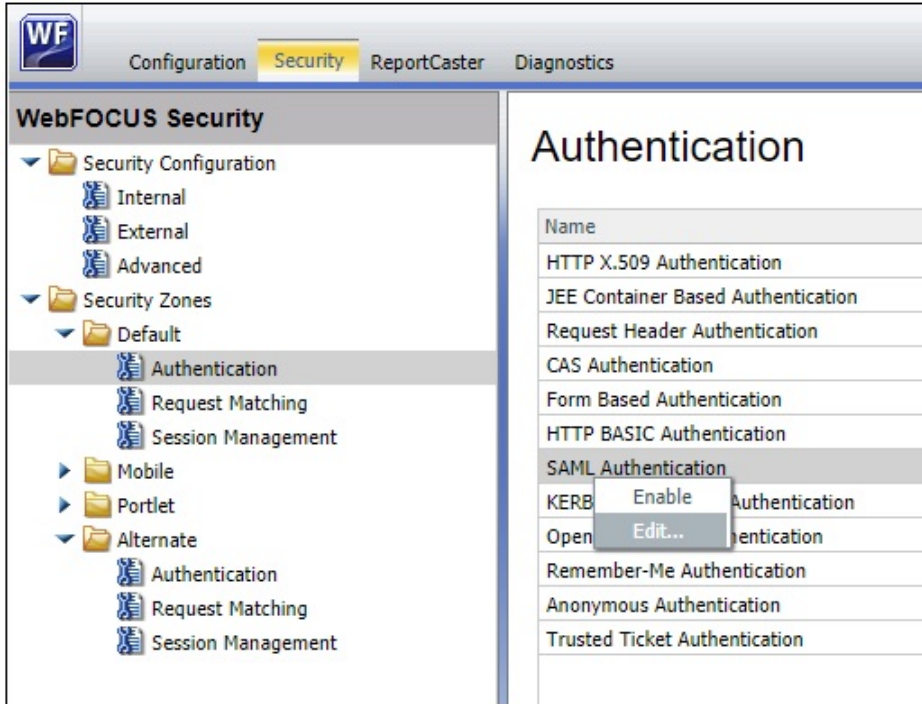 WF
Configuration Security ReportCaster Diagnostics
WebFOCUS Security
Security Configuration
Internal
External
Advanced
Security Zones
Default
Authentication
Request Matching
Session Management
Mobile
Portlet
Alternate
Authentication
Request Matching
Session Management
Authentication
Name
HTTP X.509 Authentication
JEE Container Based Authentication
Request Header Authentication
CAS Authentication
Form Based Authentication
HTTP BASIC Authentication
SAML Authentication
Enable
KERB Authentication
Edit...
Open hentication
Remember-Me Authentication
Anonymous Authentication
Trusted Ticket Authentication